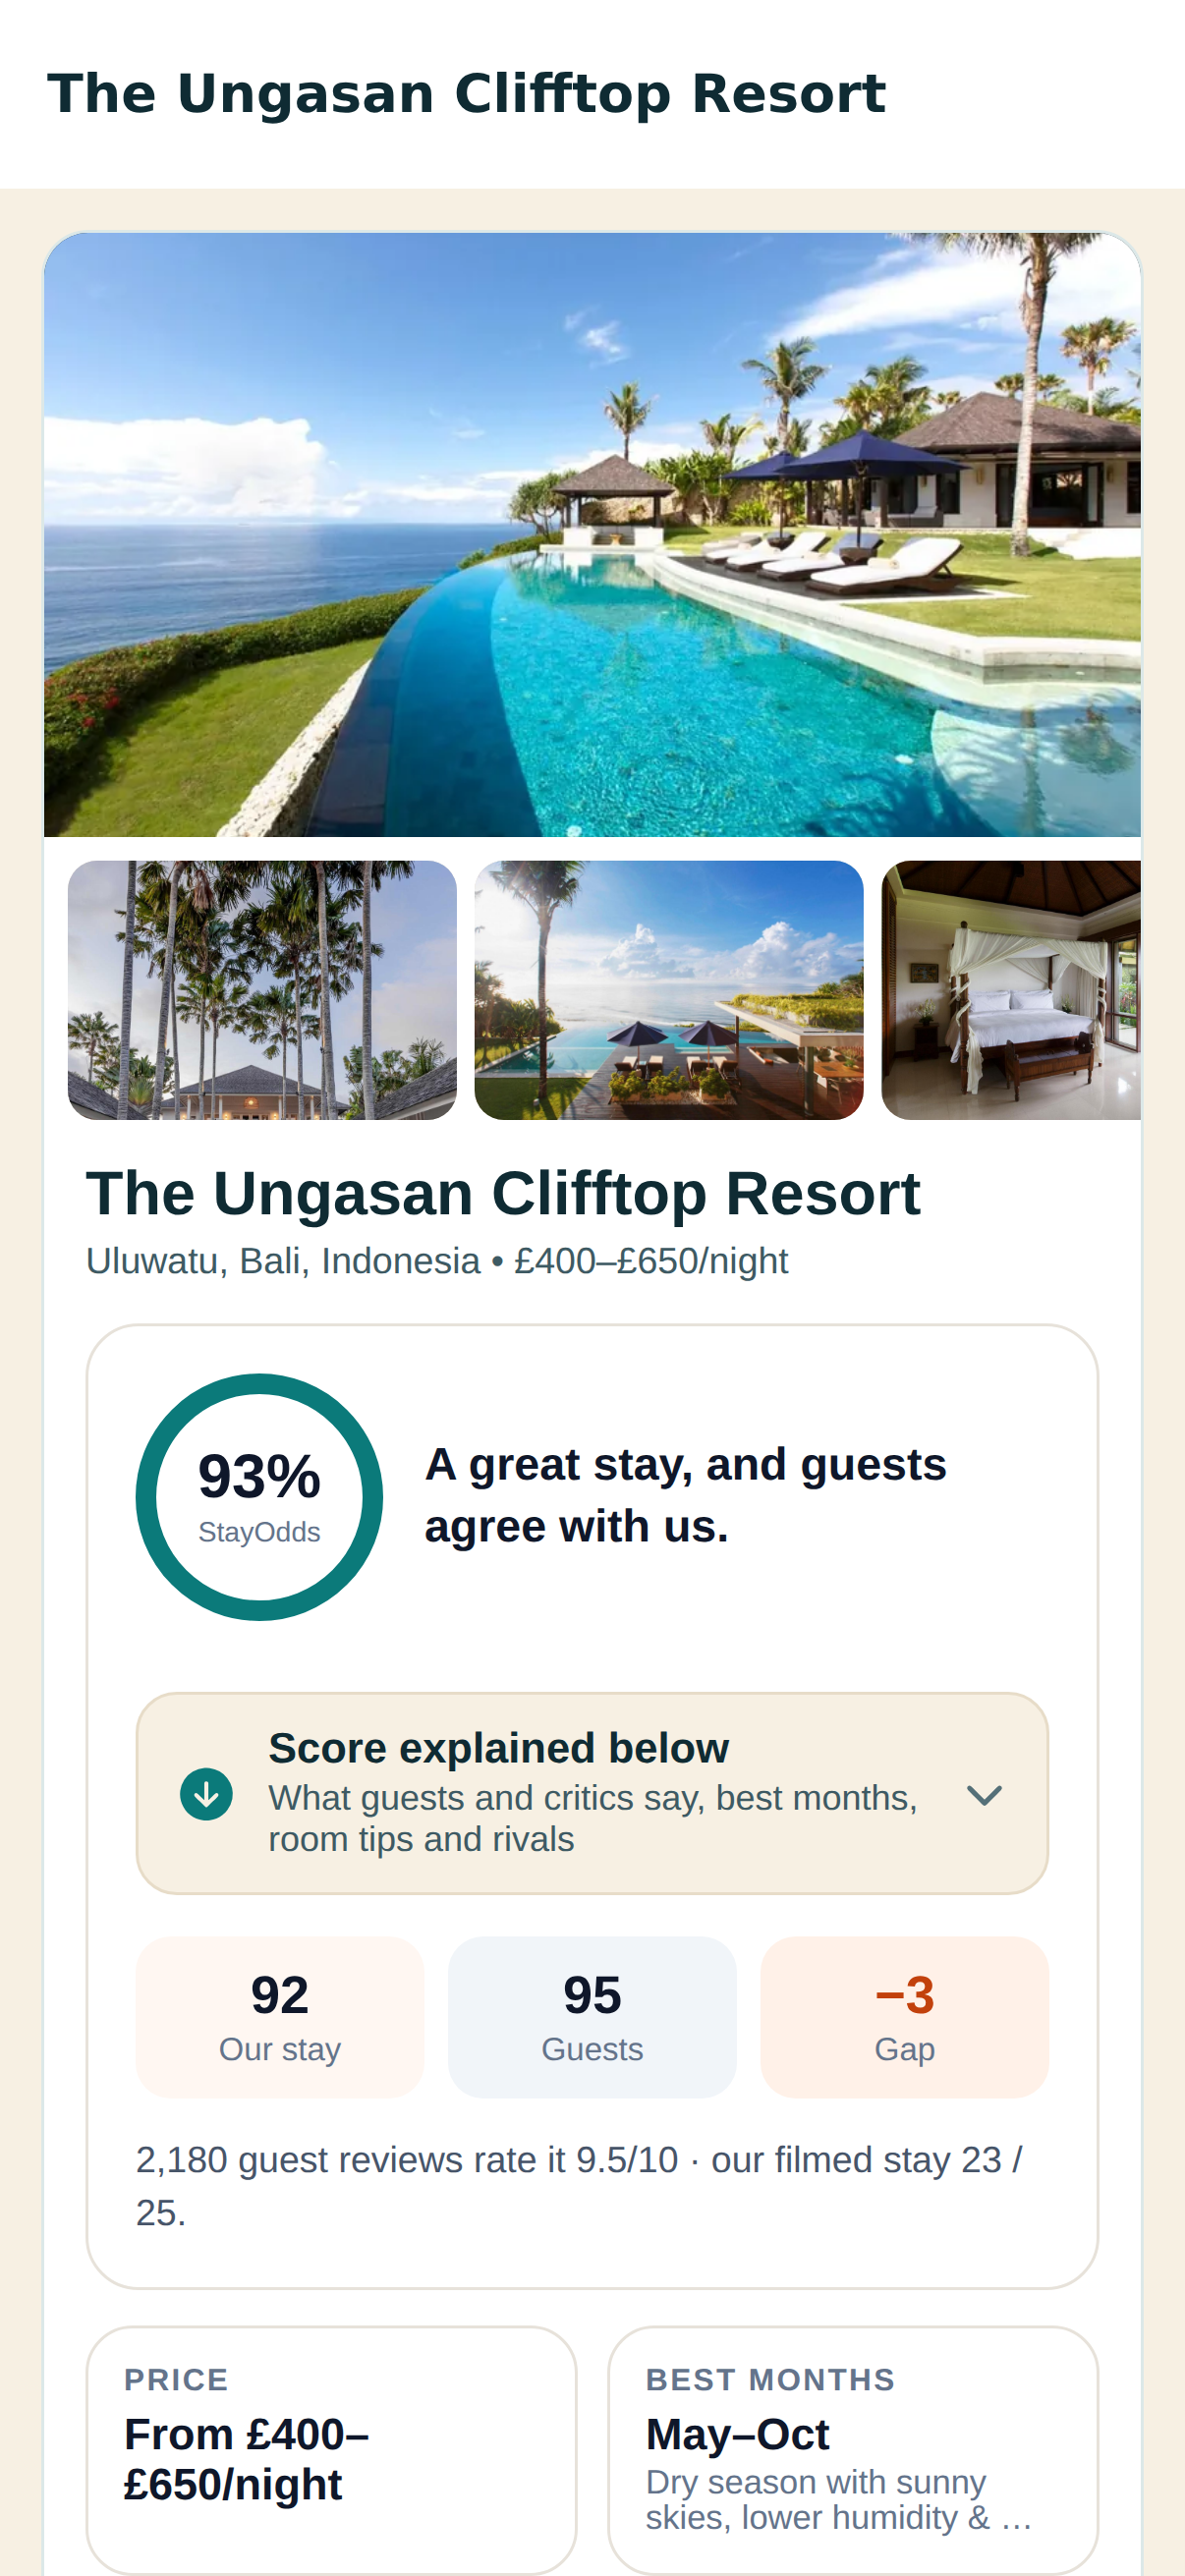 The Ungasan Clifftop Resort
The Ungasan Clifftop Resort
Uluwatu, Bali, Indonesia • £400–£650/night
93%
StayOdds
A great stay, and guests
agree with us.
Score explained below
What guests and critics say, best months,
room tips and rivals
92
Our stay
95
Guests
−3
Gap
2,180 guest reviews rate it 9.5/10 · our filmed stay 23 /
25.
PRICE
From £400–
£650/night
BEST MONTHS
May–Oct
Dry season with sunny
skies, lower humidity & …